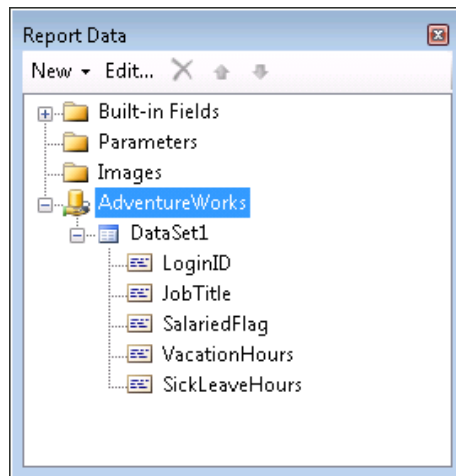 Report Data
New Edit...
Built-in Fields
Parameters
Images
AdventureWorks
DataSet1
LoginID
JobTitle
SalariedFlag
VacationHours
SickLeaveHours